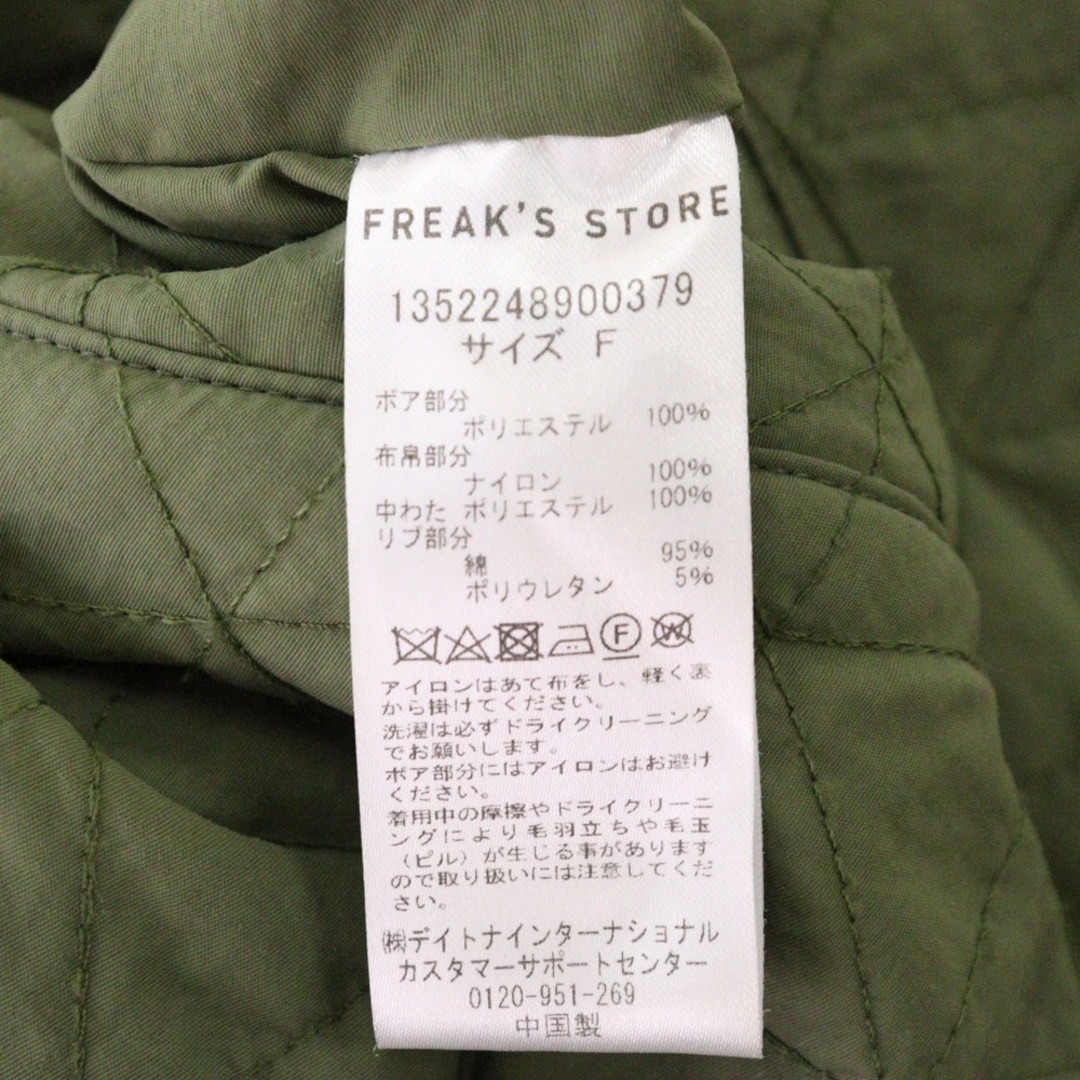 FREAK'S STORE
1352248900379
サイズ F
ボア部分
ポリエステル 100%
布帛部分
ナイロン 100%
中わた ポリエステル 100%
リブ部分
綿 95%
ポリウレタン 5%
F W
アイロンはあて布をし、軽く裏
から掛けてください。
洗濯は必ずドライクリーニング
でお願いします。
ボア部分にはアイロンはお避け
ください。
着用中の摩擦やドライクリーニ
ングにより毛羽立ちや毛玉
（ピル）が生じる事があります
ので取り扱いには注意してくだ
さい。
㈱デイトナインターナショナル
カスタマーサポートセンター
0120-951-269
中国製